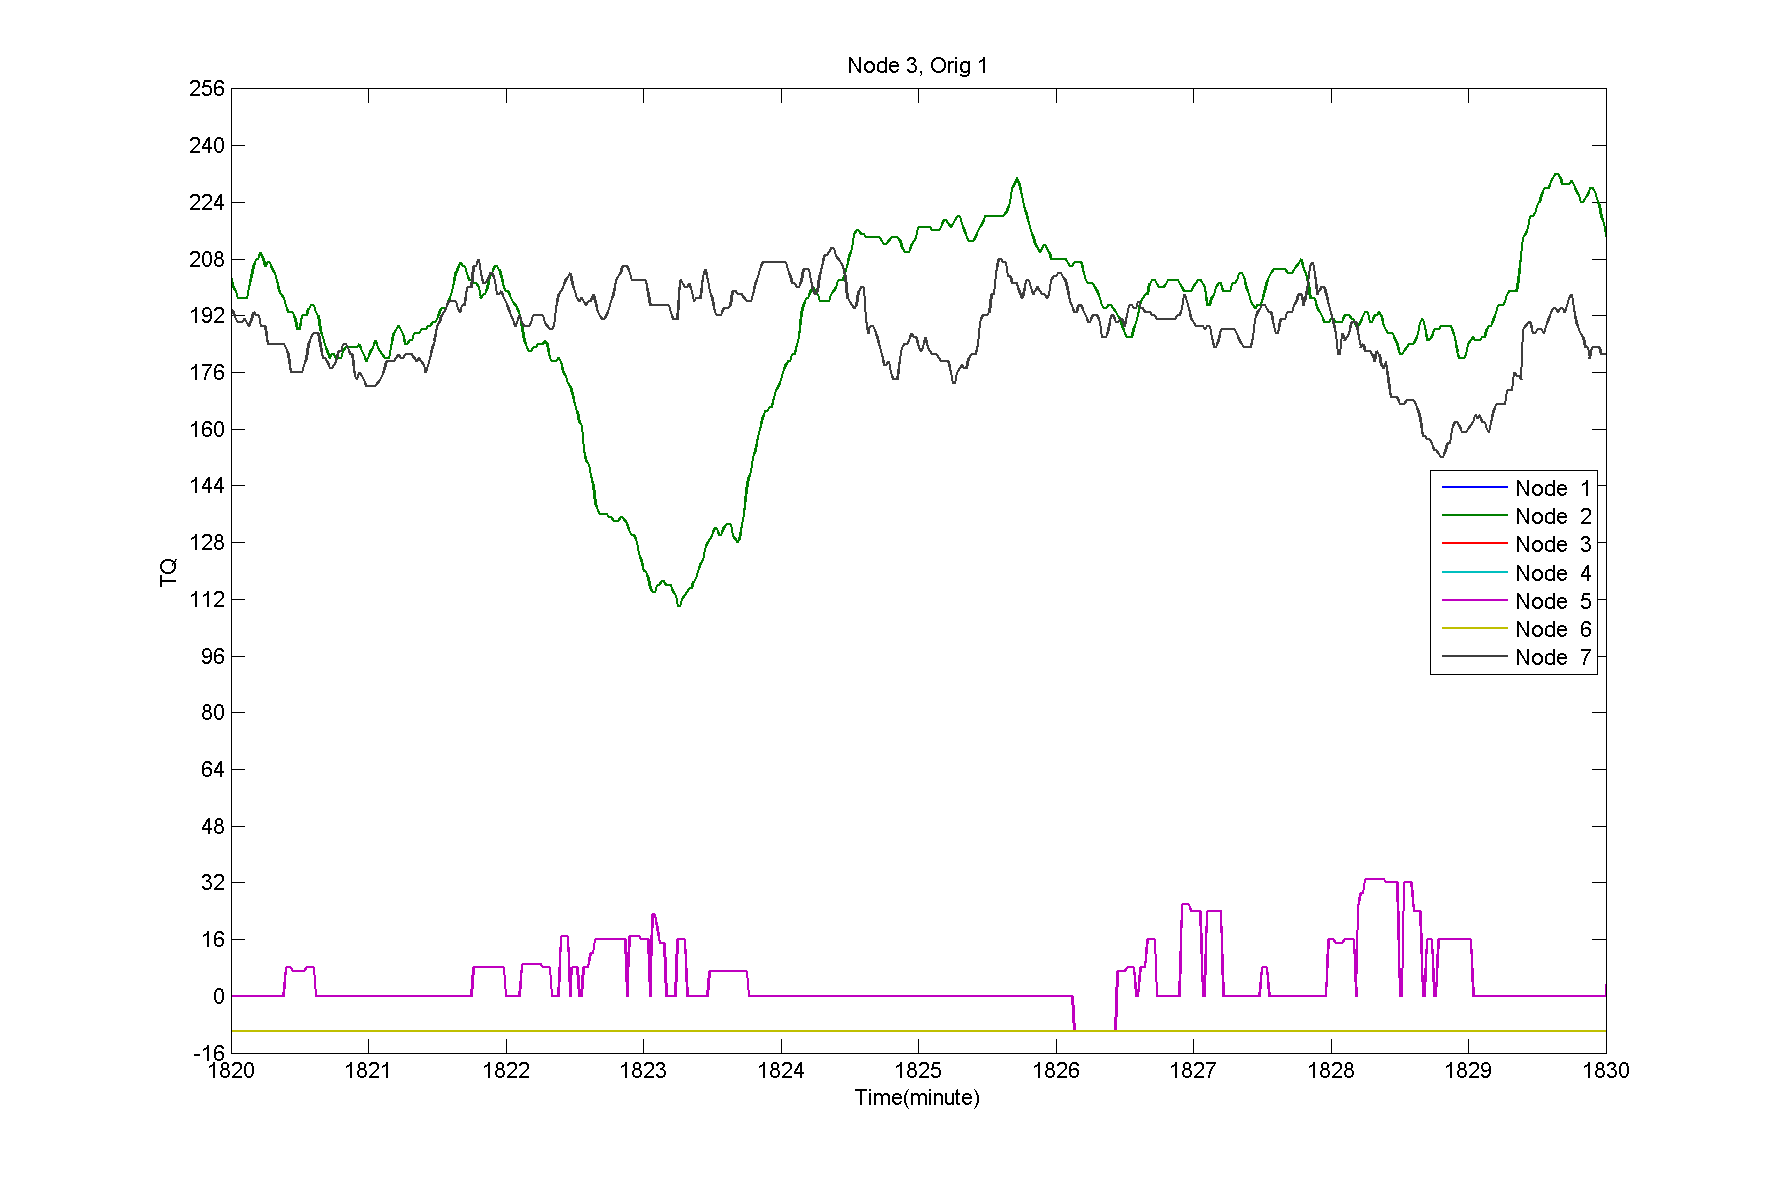 Node 3, Orig 1
256
240
224
208
192
176
160
144
128
112
96
80
64
48
32
16
0
-16
TQ
Node 1
Node 2
Node 3
Node 4
Node 5
Node 6
Node 7
1820 1821 1822 1823 1824 1825 1826 1827 1828 1829 1830
Time(minute)